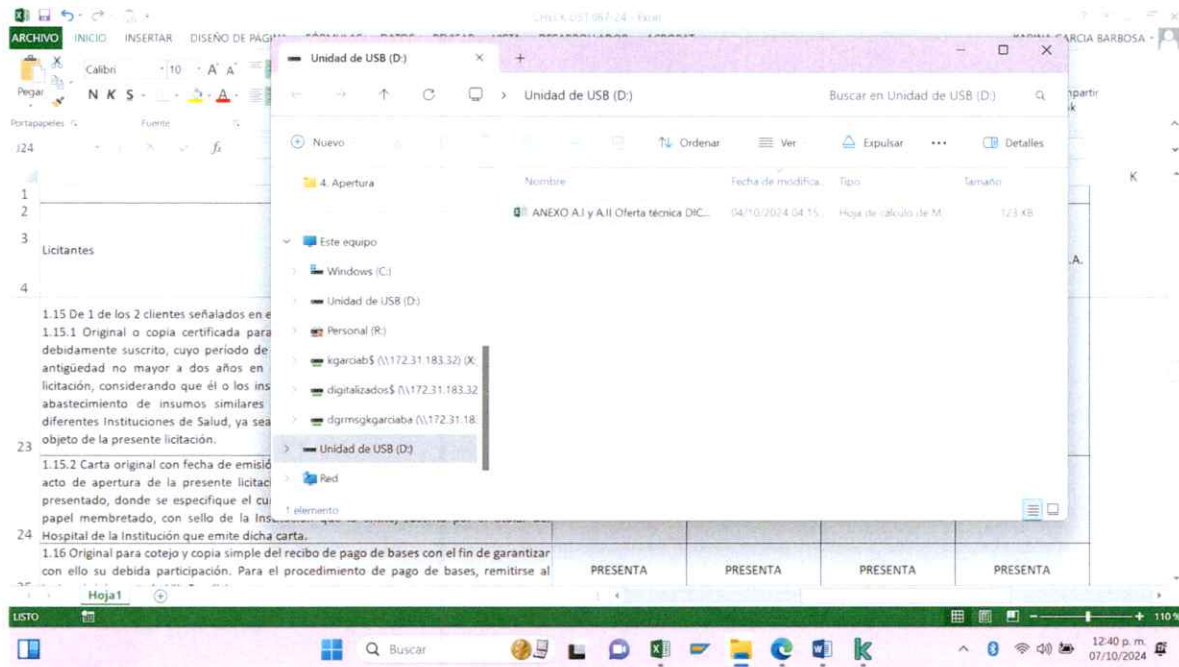 CHECK LIST 067-24 - Excel
ARCHIVO INICIO INSERTAR DISEÑO DE PÁGINA FÓRMULAS DATOS REVISAR VISTA DESARROLLADOR ACROBAT KARINA GARCIA BARBOSA
Unidad de USB (D:)
Pegar
Calibri 10 A A
N K S
Portapapeles Fuente
Unidad de USB (D:) Buscar en Unidad de USB (D:)
Nuevo Ordenar Ver Expulsar ... Detalles
J24 fx
4. Apertura
Nombre Fecha de modifica... Tipo Tamaño
ANEXO A.I y A.II Oferta técnica DIC... 04/10/2024 04:15... Hoja de cálculo de M... 123 KB
K
1
2
3
4
Licitantes
.A.
Este equipo
Windows (C:)
Unidad de USB (D:)
Personal (R:)
kgarciab$ (\\172.31.183.32) (X:
digitalizados$ (\\172.31.183.32
dgrmsgkgarciaba (\\172.31.18.
Unidad de USB (D:)
Red
1 elemento
1.15 De 1 de los 2 clientes señalados en e
1.15.1 Original o copia certificada para
debidamente suscrito, cuyo período de
antigüedad no mayor a dos años en
licitación, considerando que él o los ins
abastecimiento de insumos similares
diferentes Instituciones de Salud, ya sea
objeto de la presente licitación.
23
1.15.2 Carta original con fecha de emisió
acto de apertura de la presente licitac
presentado, donde se especifique el cu
papel membretado, con sello de la
24 Hospital de la Institución que emite dicha carta.
1.16 Original para cotejo y copia simple del recibo de pago de bases con el fin de garantizar
con ello su debida participación. Para el procedimiento de pago de bases, remitirse al
PRESENTA PRESENTA PRESENTA PRESENTA
Hoja1
LISTO 110%
Buscar
12:40 p. m.
07/10/2024